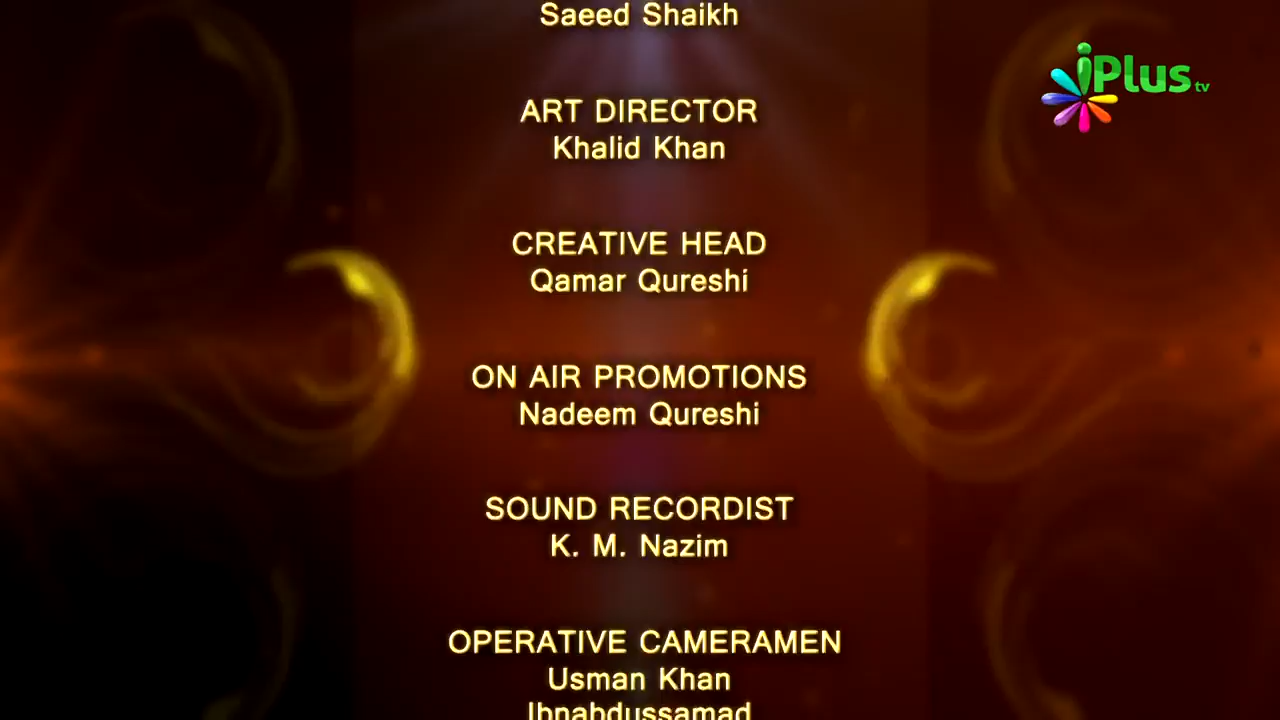 Saeed Shaikh
iPlus tv
ART DIRECTOR
Khalid Khan
CREATIVE HEAD
Qamar Qureshi
ON AIR PROMOTIONS
Nadeem Qureshi
SOUND RECORDIST
K. M. Nazim
OPERATIVE CAMERAMEN
Usman Khan
Ibnabdussamad